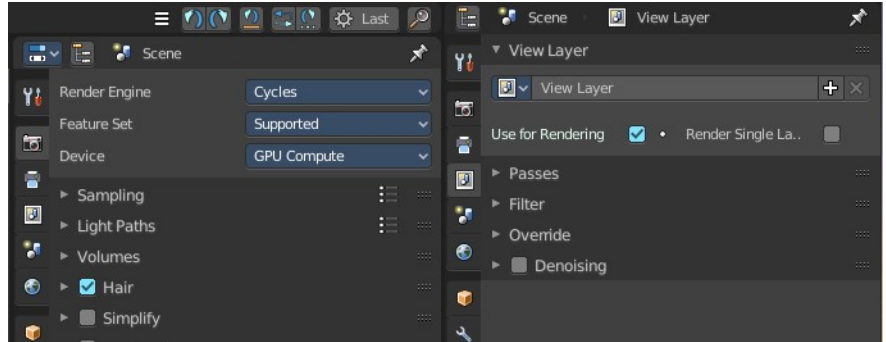 Last
Scene
Render Engine Cycles
Feature Set Supported
Device GPU Compute
Sampling
Light Paths
Volumes
Hair
Simplify
Scene View Layer
View Layer
View Layer
Use for Rendering Render Single La..
Passes
Filter
Override
Denoising